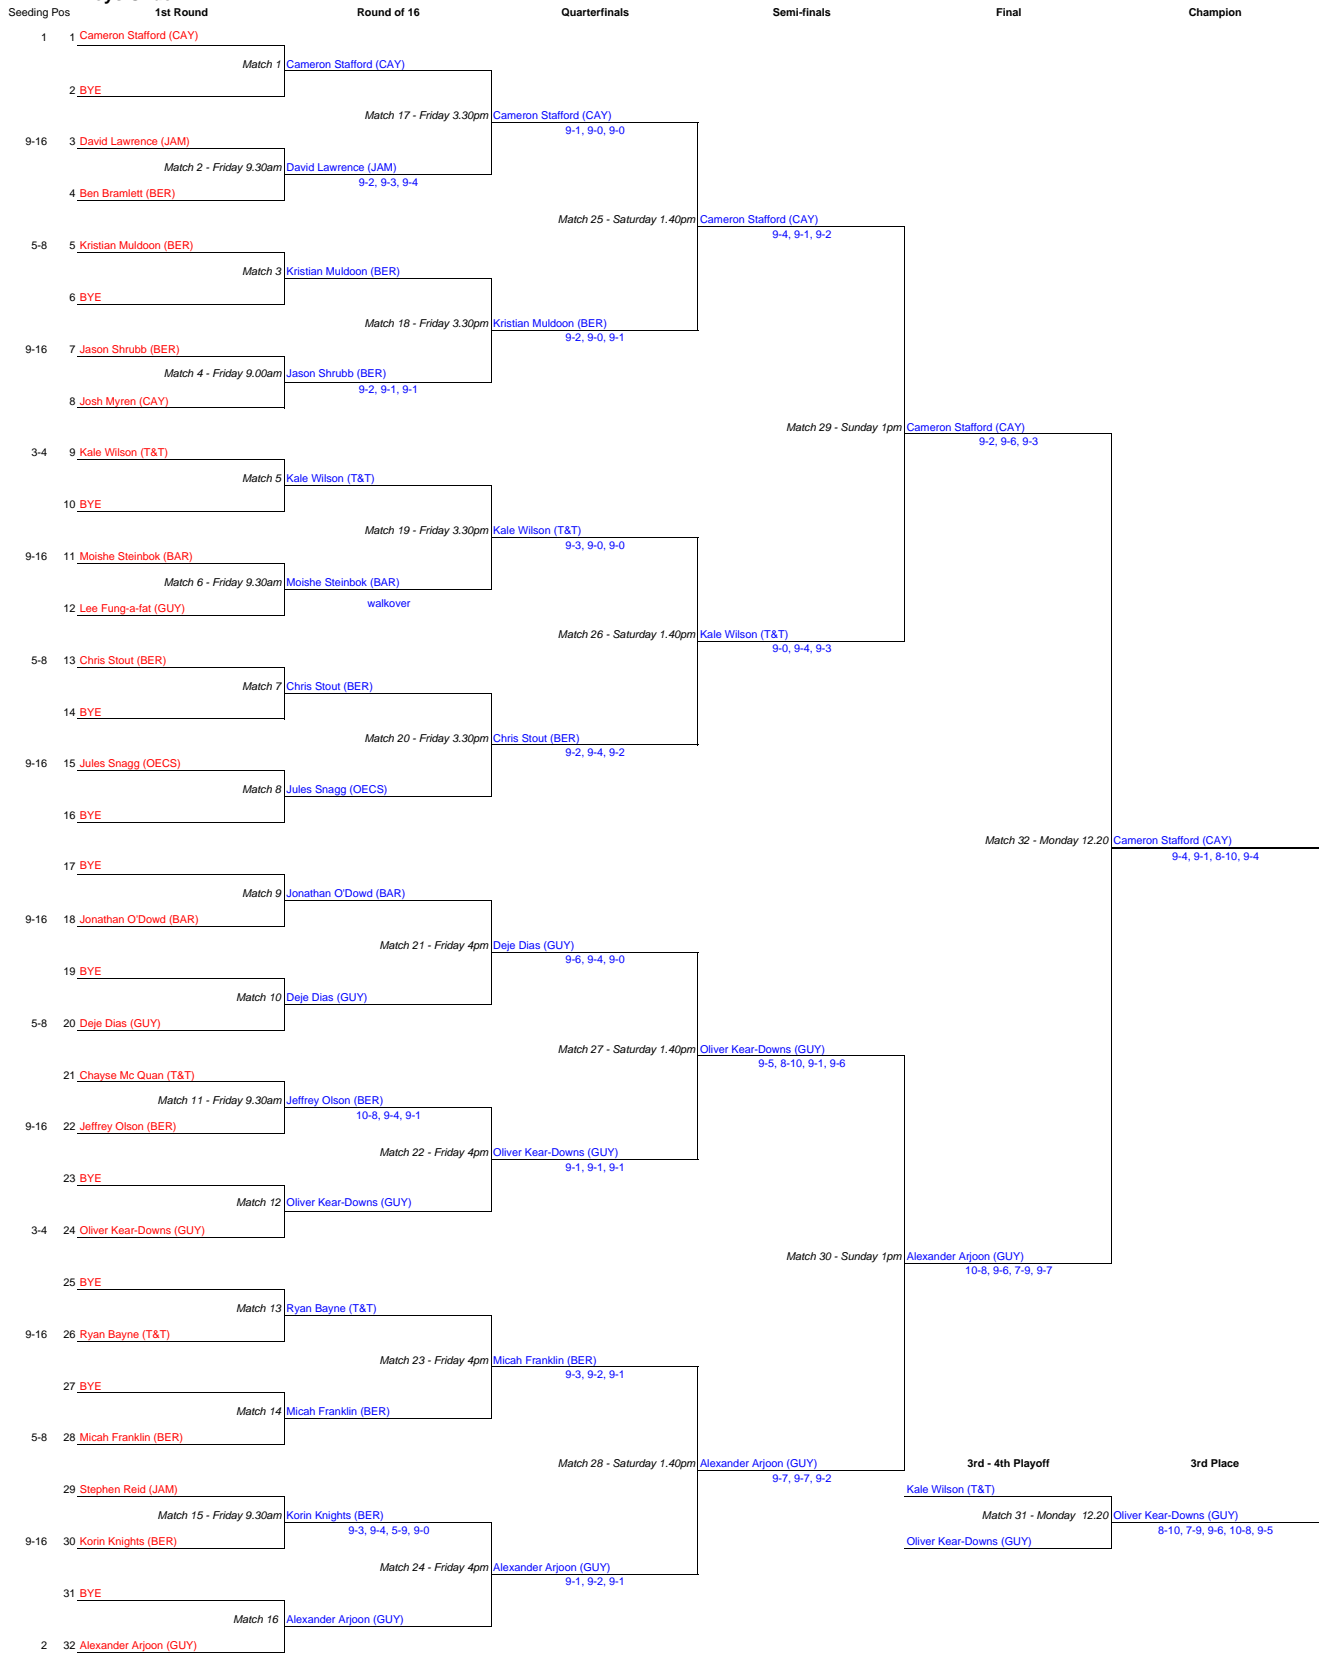 Seeding Pos 1st Round Round of 16 Quarterfinals Semi-finals Final Champion
1 1 Cameron Stafford (CAY)
Match 1 Cameron Stafford (CAY)
2 BYE
Match 17 - Friday 3.30pm Cameron Stafford (CAY)
9-1, 9-0, 9-0
9-16 3 David Lawrence (JAM)
Match 2 - Friday 9.30am David Lawrence (JAM)
9-2, 9-3, 9-4
4 Ben Bramlett (BER)
Match 25 - Saturday 1.40pm Cameron Stafford (CAY)
9-4, 9-1, 9-2
5-8 5 Kristian Muldoon (BER)
Match 3 Kristian Muldoon (BER)
6 BYE
Match 18 - Friday 3.30pm Kristian Muldoon (BER)
9-2, 9-0, 9-1
9-16 7 Jason Shrubb (BER)
Match 4 - Friday 9.00am Jason Shrubb (BER)
9-2, 9-1, 9-1
8 Josh Myren (CAY)
Match 29 - Sunday 1pm Cameron Stafford (CAY)
9-2, 9-6, 9-3
3-4 9 Kale Wilson (T&T)
Match 5 Kale Wilson (T&T)
10 BYE
Match 19 - Friday 3.30pm Kale Wilson (T&T)
9-3, 9-0, 9-0
9-16 11 Moishe Steinbok (BAR)
Match 6 - Friday 9.30am Moishe Steinbok (BAR)
walkover
12 Lee Fung-a-fat (GUY)
Match 26 - Saturday 1.40pm Kale Wilson (T&T)
9-0, 9-4, 9-3
5-8 13 Chris Stout (BER)
Match 7 Chris Stout (BER)
14 BYE
Match 20 - Friday 3.30pm Chris Stout (BER)
9-2, 9-4, 9-2
9-16 15 Jules Snagg (OECS)
Match 8 Jules Snagg (OECS)
16 BYE
Match 32 - Monday 12.20 Cameron Stafford (CAY)
9-4, 9-1, 8-10, 9-4
17 BYE
Match 9 Jonathan O'Dowd (BAR)
9-16 18 Jonathan O'Dowd (BAR)
Match 21 - Friday 4pm Deje Dias (GUY)
9-6, 9-4, 9-0
19 BYE
Match 10 Deje Dias (GUY)
5-8 20 Deje Dias (GUY)
Match 27 - Saturday 1.40pm Oliver Kear-Downs (GUY)
9-5, 8-10, 9-1, 9-6
21 Chayse Mc Quan (T&T)
Match 11 - Friday 9.30am Jeffrey Olson (BER)
10-8, 9-4, 9-1
9-16 22 Jeffrey Olson (BER)
Match 22 - Friday 4pm Oliver Kear-Downs (GUY)
9-1, 9-1, 9-1
23 BYE
Match 12 Oliver Kear-Downs (GUY)
3-4 24 Oliver Kear-Downs (GUY)
Match 30 - Sunday 1pm Alexander Arjoon (GUY)
10-8, 9-6, 7-9, 9-7
25 BYE
Match 13 Ryan Bayne (T&T)
9-16 26 Ryan Bayne (T&T)
Match 23 - Friday 4pm Micah Franklin (BER)
9-3, 9-2, 9-1
27 BYE
Match 14 Micah Franklin (BER)
5-8 28 Micah Franklin (BER)
Match 28 - Saturday 1.40pm Alexander Arjoon (GUY)
9-7, 9-7, 9-2
3rd - 4th Playoff 3rd Place
29 Stephen Reid (JAM)
Kale Wilson (T&T)
Match 15 - Friday 9.30am Korin Knights (BER)
9-3, 9-4, 5-9, 9-0
Match 31 - Monday 12.20 Oliver Kear-Downs (GUY)
8-10, 7-9, 9-6, 10-8, 9-5
9-16 30 Korin Knights (BER)
Oliver Kear-Downs (GUY)
Match 24 - Friday 4pm Alexander Arjoon (GUY)
9-1, 9-2, 9-1
31 BYE
Match 16 Alexander Arjoon (GUY)
2 32 Alexander Arjoon (GUY)